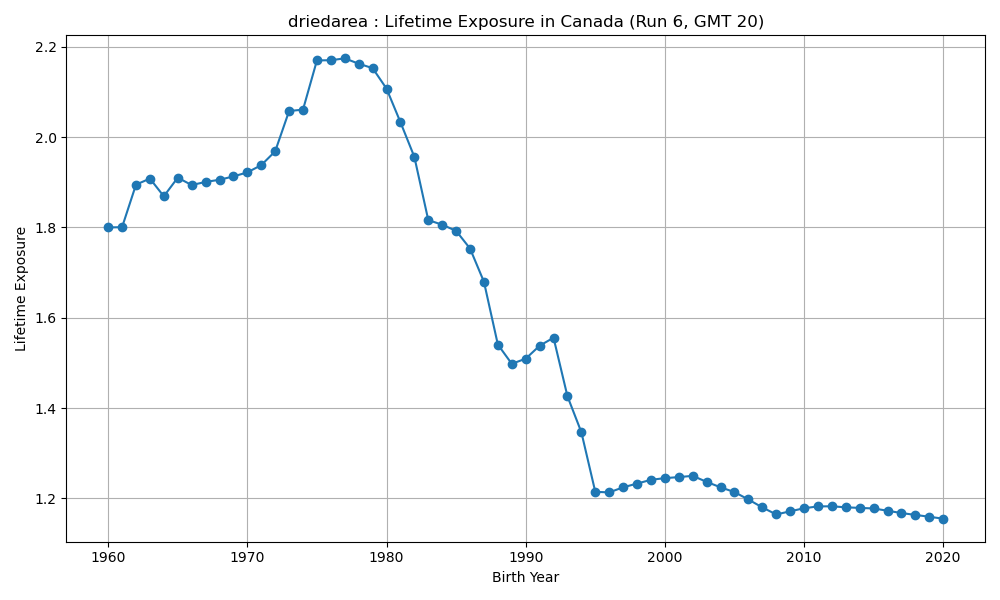 driedarea : Lifetime Exposure in Canada (Run 6, GMT 20)
Lifetime Exposure
2.2
2.0
1.8
1.6
1.4
1.2
1960 1970 1980 1990 2000 2010 2020
Birth Year